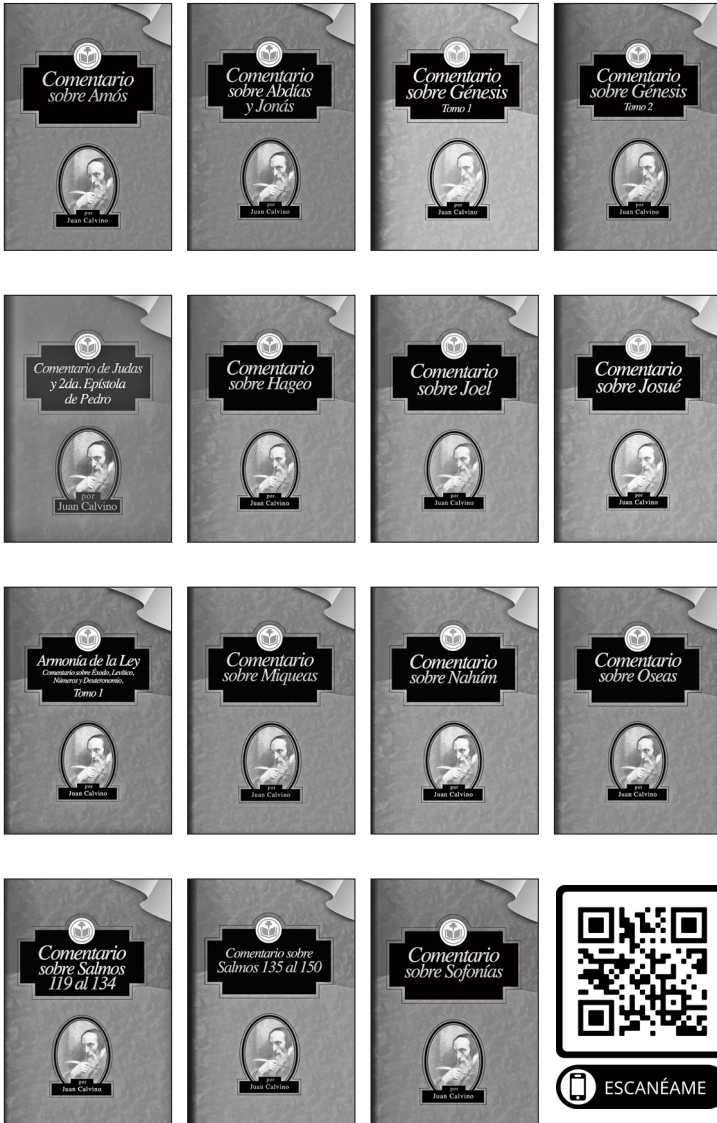 Comentario
sobre Amós
por
Juan Calvino
Comentario
sobre Abdías
y Jonás
por
Juan Calvino
Comentario
sobre Génesis
Tomo 1
por
Juan Calvino
Comentario
sobre Génesis
Tomo 2
por
Juan Calvino
Comentario de Judas
y 2da. Epístola
de Pedro
por
Juan Calvino
Comentario
sobre Hageo
por
Juan Calvino
Comentario
sobre Joel
por
Juan Calvino
Comentario
sobre Josué
por
Juan Calvino
Armonía de la Ley
Comentario sobre Éxodo, Levítico,
Números y Deuteronomio.
Tomo 1
por
Juan Calvino
Comentario
sobre Miqueas
por
Juan Calvino
Comentario
sobre Nahúm
por
Juan Calvino
Comentario
sobre Oseas
por
Juan Calvino
Comentario
sobre Salmos
119 al 134
por
Juan Calvino
Comentario sobre
Salmos 135 al 150
por
Juan Calvino
Comentario
sobre Sofonías
por
Juan Calvino
ESCANÉAME